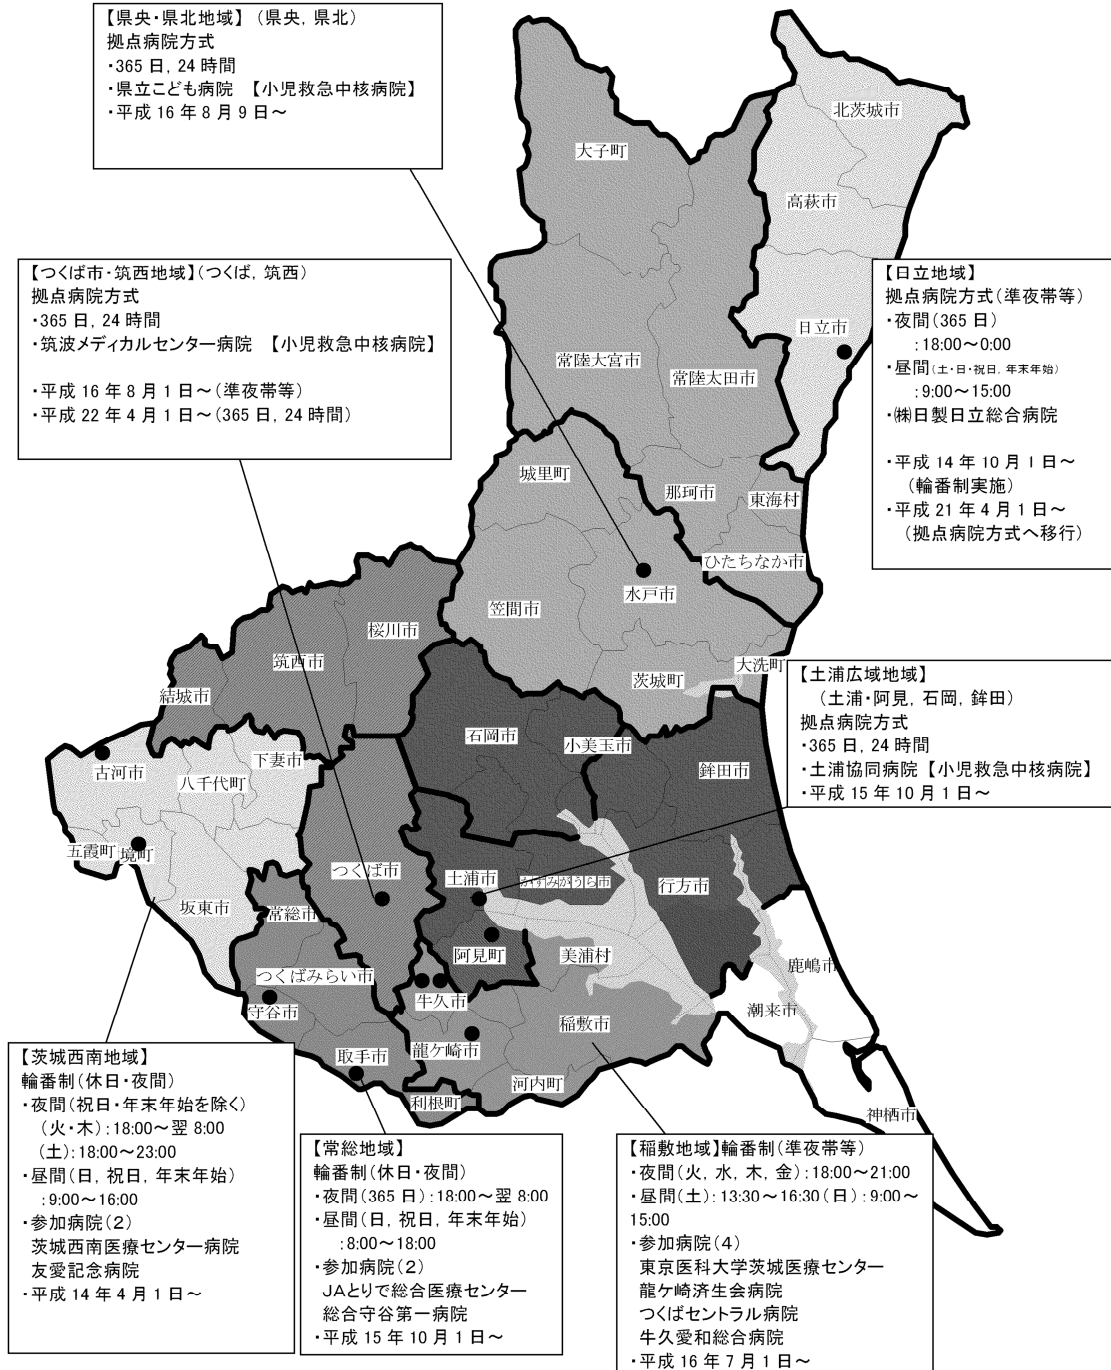 【県央・県北地域】（県央，県北）
拠点病院方式
・365日，24時間
・県立こども病院　【小児救急中核病院】
・平成16年8月9日～
【つくば市・筑西地域】（つくば，筑西）
拠点病院方式
・365日，24時間
・筑波メディカルセンター病院　【小児救急中核病院】
・平成16年8月1日～（準夜帯等）
・平成22年4月1日～（365日，24時間）
【日立地域】
拠点病院方式（準夜帯等）
・夜間（365日）
：18:00～0:00
・昼間（土・日・祝日，年末年始）
：9:00～15:00
・㈱日製日立総合病院
・平成14年10月1日～
（輪番制実施）
・平成21年4月1日～
（拠点病院方式へ移行）
【土浦広域地域】
（土浦・阿見，石岡，鉾田）
拠点病院方式
・365日，24時間
・土浦協同病院【小児救急中核病院】
・平成15年10月1日～
北茨城市
大子町
高萩市
日立市
常陸大宮市
常陸太田市
城里町
那珂市
東海村
ひたちなか市
水戸市
笠間市
桜川市
筑西市
大洗町
茨城町
結城市
石岡市
小美玉市
下妻市
古河市
八千代町
鉾田市
五霞町
境町
つくば市
土浦市
かすみがうら市
行方市
坂東市
常総市
阿見町
美浦村
鹿嶋市
つくばみらい市
牛久市
守谷市
潮来市
稲敷市
龍ケ崎市
取手市
河内町
利根町
神栖市
【茨城西南地域】
輪番制（休日・夜間）
・夜間（祝日・年末年始を除く）
（火・木）：18:00～翌8:00
（土）：18:00～23:00
・昼間（日，祝日，年末年始）
：9:00～16:00
・参加病院（2）
茨城西南医療センター病院
友愛記念病院
・平成14年4月1日～
【常総地域】
輪番制（休日・夜間）
・夜間（365日）：18:00～翌8:00
・昼間（日，祝日，年末年始）
：8:00～18:00
・参加病院（2）
JAとりで総合医療センター
総合守谷第一病院
・平成15年10月1日～
【稲敷地域】輪番制（準夜帯等）
・夜間（火，水，木，金）：18:00～21:00
・昼間（土）：13:30～16:30（日）：9:00～
15:00
・参加病院（4）
東京医科大学茨城医療センター
龍ケ崎済生会病院
つくばセントラル病院
牛久愛和総合病院
・平成16年7月1日～